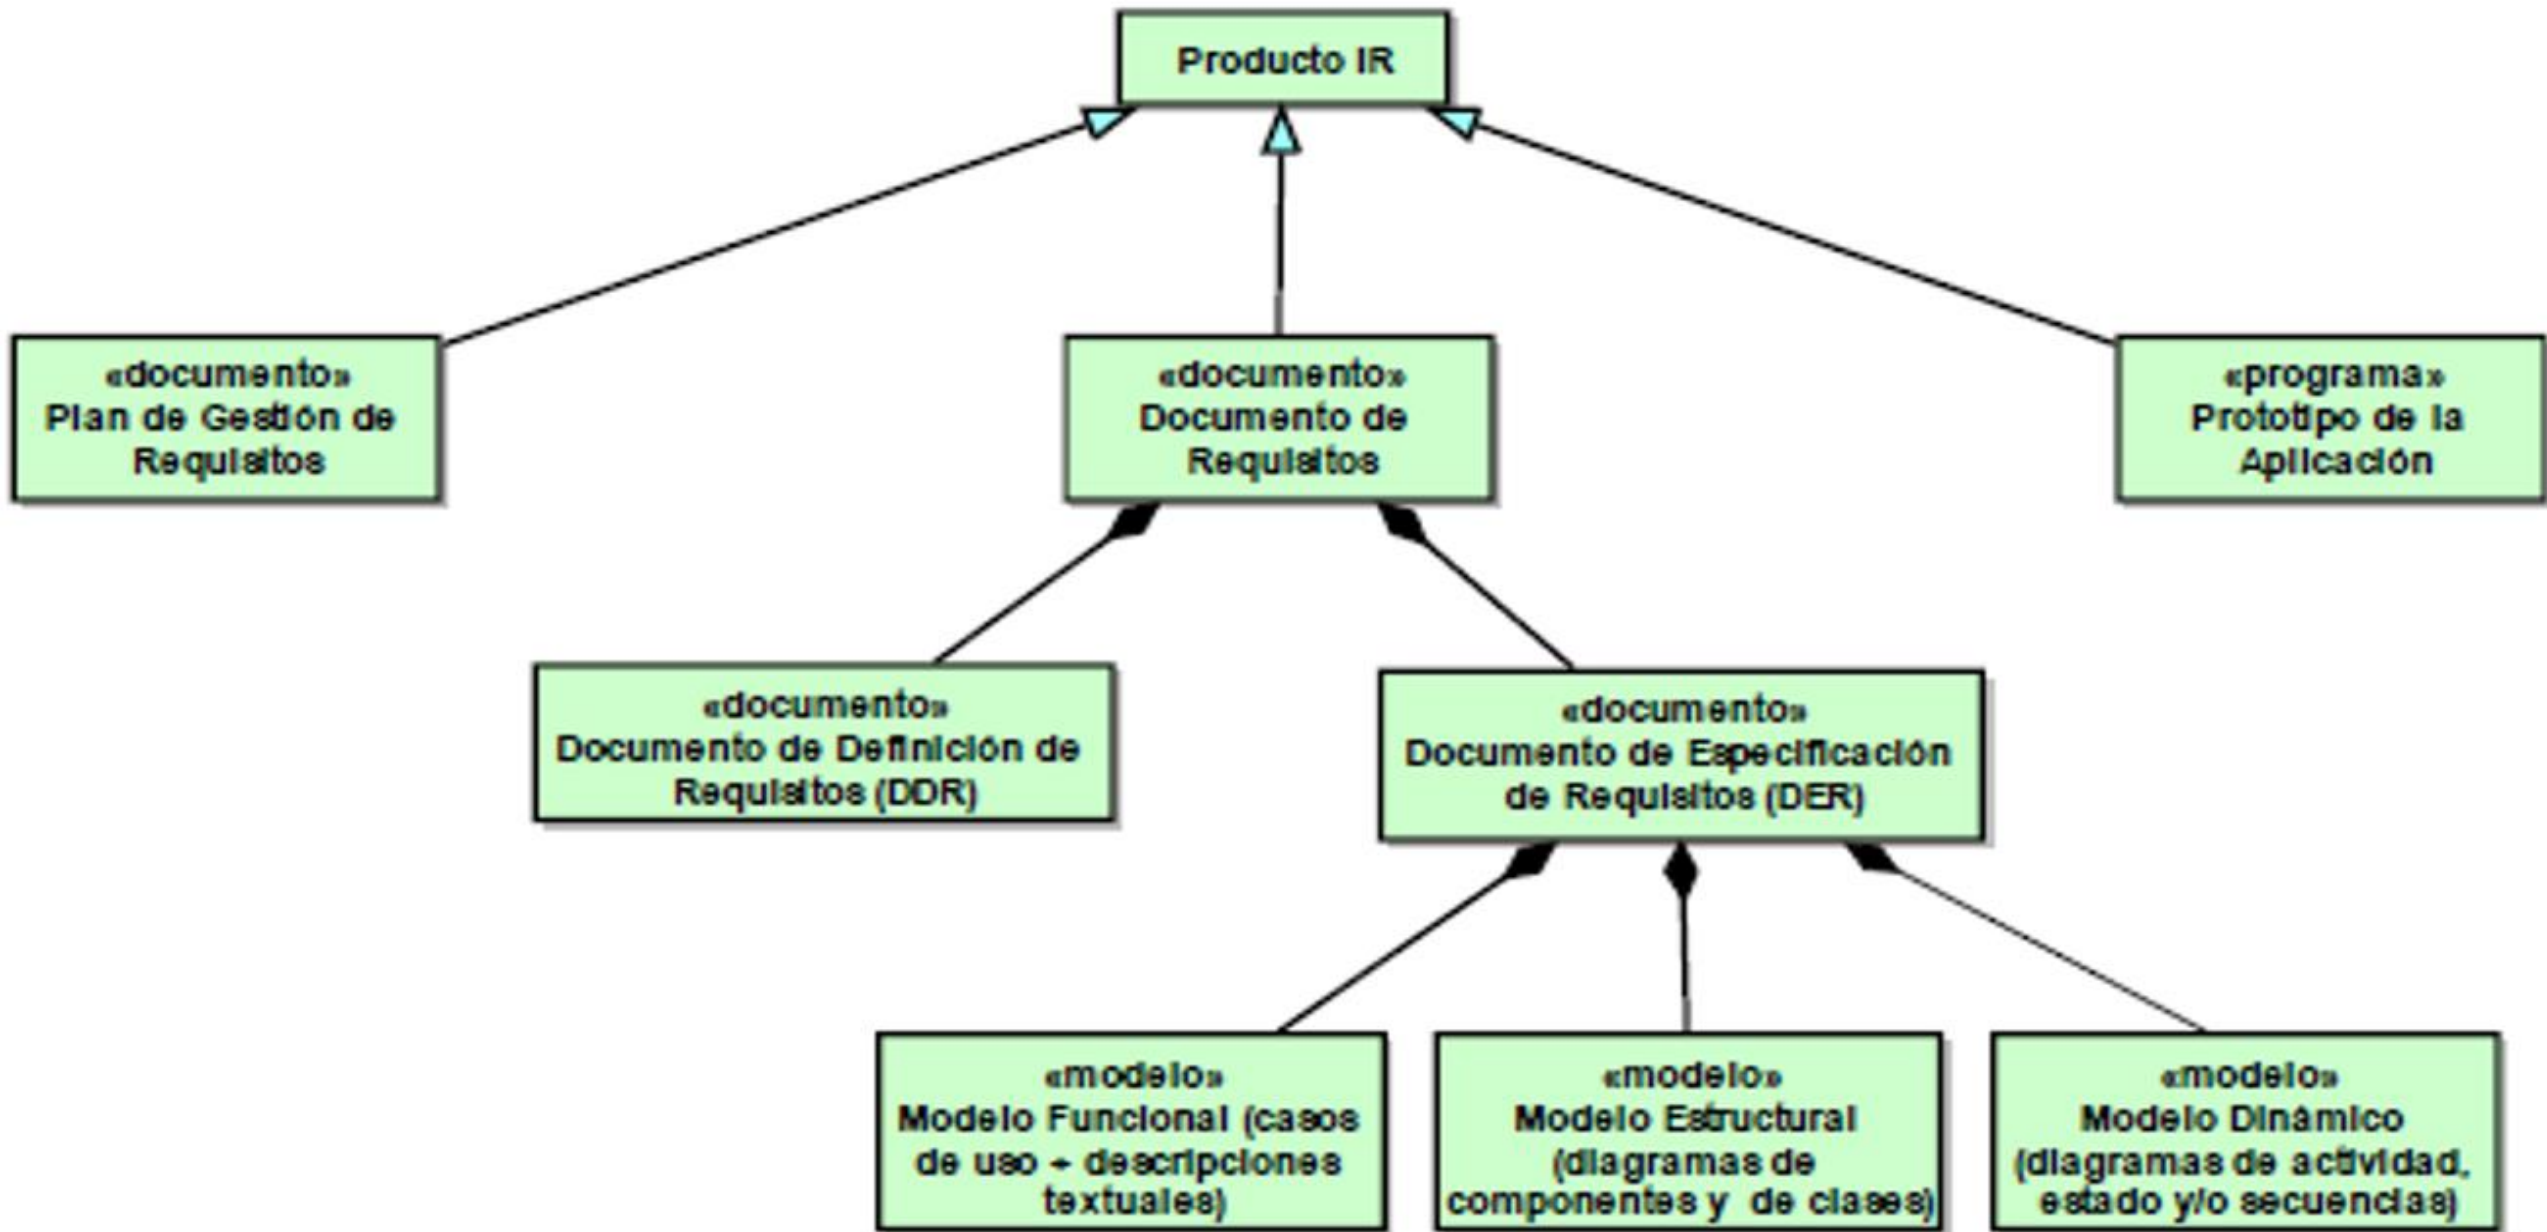 Producto IR
«documento»
Plan de Gestión de
Requisitos
«documento»
Documento de
Requisitos
«programa»
Prototipo de la
Aplicación
«documento»
Documento de Definición de
Requisitos (DDR)
«documento»
Documento de Especificación
de Requisitos (DER)
«modelo»
Modelo Funcional (casos
de uso + descripciones
textuales)
«modelo»
Modelo Estructural
(diagramas de
componentes y de clases)
«modelo»
Modelo Dinámico
(diagramas de actividad,
estado y/o secuencias)